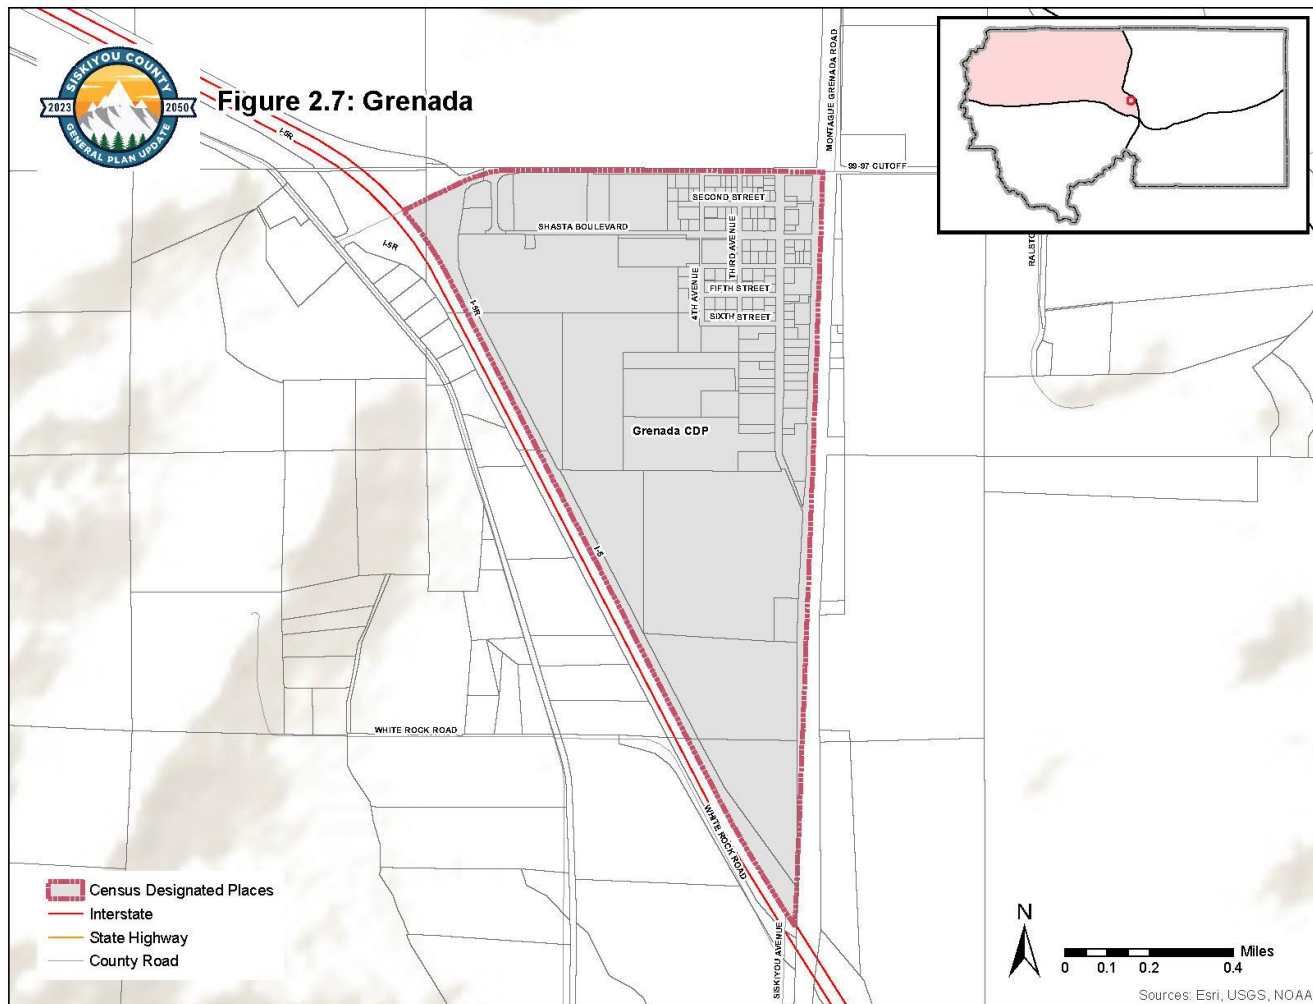 SISKIYOU COUNTY
2023
2050
GENERAL PLAN UPDATE
Figure 2.7: Grenada
I-5R
MONTAGUE GRENADA ROAD
99-97 CUTOFF
SECOND STREET
SHASTA BOULEVARD
THIRD AVENUE
I-5R
4TH AVENUE
FIFTH STREET
I-5R
SIXTH STREET
RALSTO
Grenada CDP
I-5
WHITE ROCK ROAD
WHITE ROCK ROAD
SISKIYOU AVENUE
Census Designated Places
Interstate
State Highway
County Road
N
Miles
0 0.1 0.2 0.4
Sources: Esri, USGS, NOAA